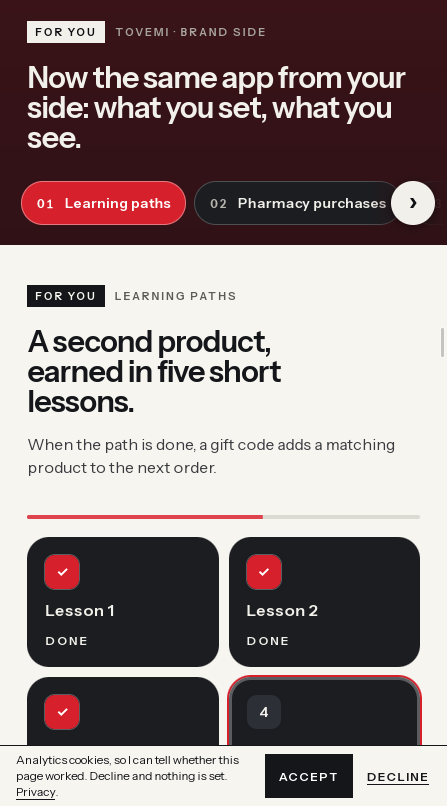 FOR YOU TOVEMI · BRAND SIDE
Now the same app from your
side: what you set, what you
see.
01 Learning paths 02 Pharmacy purchases ›
FOR YOU LEARNING PATHS
A second product,
earned in five short
lessons.
When the path is done, a gift code adds a matching
product to the next order.
Lesson 1 Lesson 2
DONE DONE
4
Analytics cookies, so I can tell whether this
page worked. Decline and nothing is set.
Privacy.
ACCEPT DECLINE